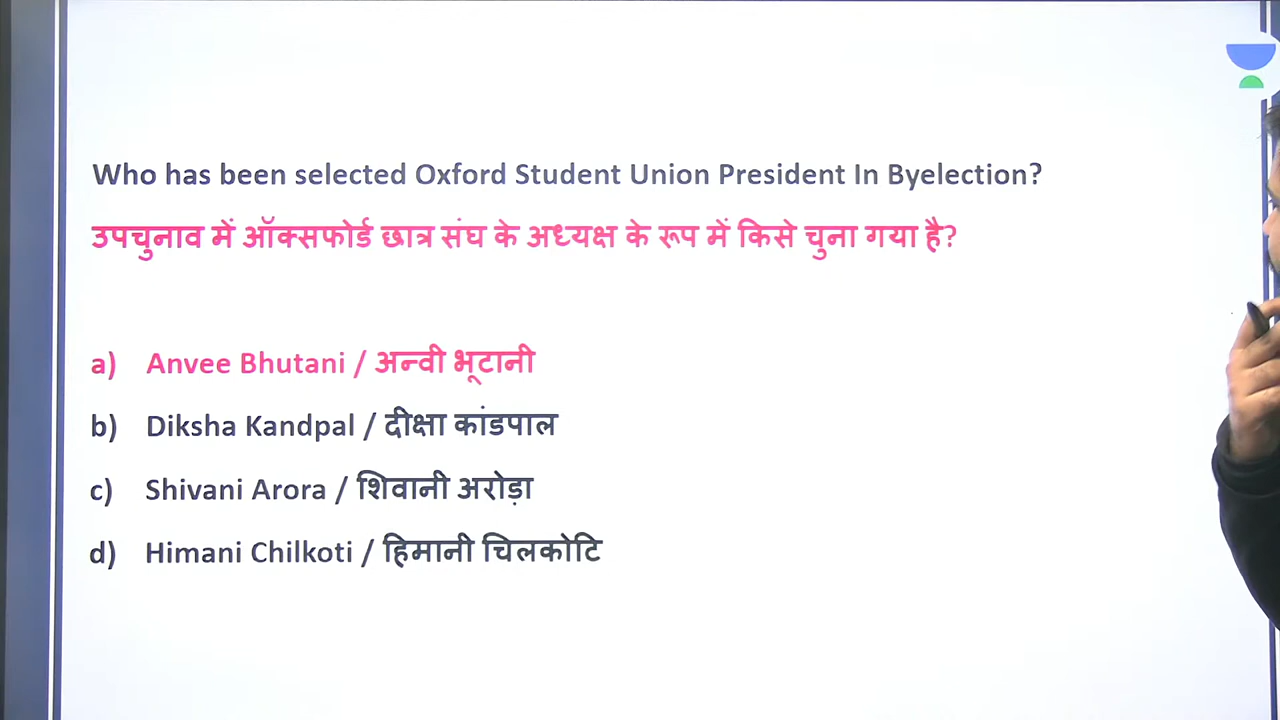 Who has been selected Oxford Student Union President In Byelection?
उपचुनाव में ऑक्सफोर्ड छात्र संघ के अध्यक्ष के रूप में किसे चुना गया है?
a) Anvee Bhutani / अन्वी भूटानी
b) Diksha Kandpal / दीक्षा कांडपाल
c) Shivani Arora / शिवानी अरोड़ा
d) Himani Chilkoti / हिमानी चिलकोटि